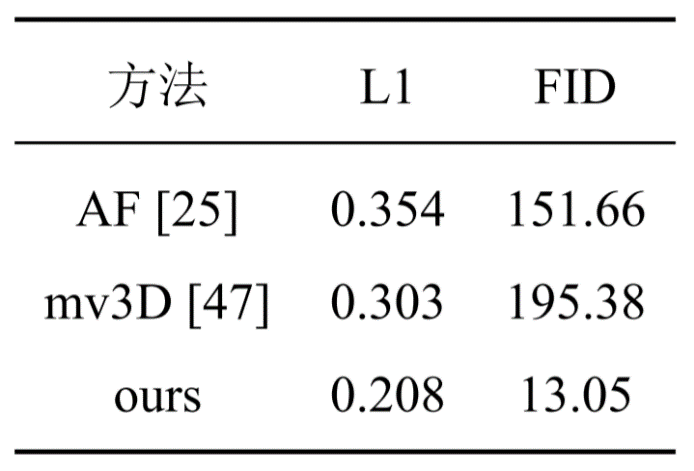 方法 L1 FID
AF [25] 0.354 151.66
mv3D [47] 0.303 195.38
ours 0.208 13.05